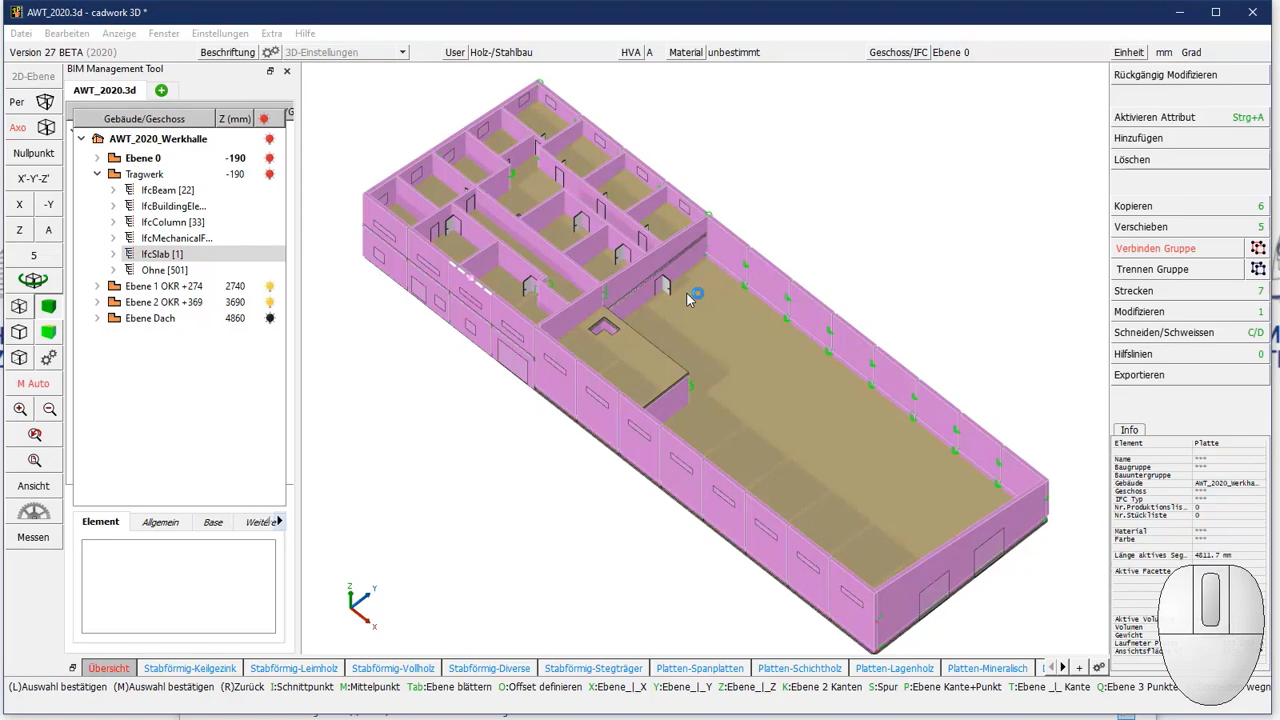 AWT_2020.3d - cadwork 3D *
Datei Bearbeiten Anzeige Fenster Einstellungen Extra Hilfe
Version 27 BETA (2020) Beschriftung 3D-Einstellungen User Holz-/Stahlbau HVA A Material unbestimmt Geschoss/IFC Ebene 0 Einheit mm Grad
2D-Ebene
Per
Axo
Nullpunkt
X'-Y'-Z'
X -Y
Z A
5
M Auto
Ansicht
Messen
BIM Management Tool
AWT_2020.3d
Gebäude/Geschoss Z (mm)
AWT_2020_Werkhalle
Ebene 0 -190
Tragwerk -190
IfcBeam [22]
IfcBuildingEle...
IfcColumn [33]
IfcMechanicalF...
IfcSlab [1]
Ohne [501]
Ebene 1 OKR +274 2740
Ebene 2 OKR +369 3690
Ebene Dach 4860
Element Allgemein Base Weitere
Z
Y
X
Rückgängig Modifizieren
Aktivieren Attribut Strg+A
Hinzufügen
Löschen
Kopieren 6
Verschieben 5
Verbinden Gruppe
Trennen Gruppe
Strecken 7
Modifizieren 1
Schneiden/Schweissen C/D
Hilfslinien 0
Exportieren
Info
Element Platte
Name ***
Baugruppe ***
Bauuntergruppe ***
Gebäude AWT_2020_Werkha...
Geschoss ***
IFC Typ ***
Nr.Produktionslis... 0
Nr.Stückliste 0
Material ***
Farbe ***
Länge aktives Seg... 4811.7 mm
Aktive Facette
Aktive Volu
Volumen
Gewicht
Laufmeter P
Ansichtsfläc
Übersicht Stabförmig-Keilgezink Stabförmig-Leimholz Stabförmig-Vollholz Stabförmig-Diverse Stabförmig-Stegträger Platten-Spanplatten Platten-Schichtholz Platten-Lagenholz Platten-Mineralisch
(L)Auswahl bestätigen (M)Auswahl bestätigen (R)Zurück I:Schnittpunkt M:Mittelpunkt Tab:Ebene blättern O:Offset definieren X:Ebene_|_X Y:Ebene_|_Y Z:Ebene_|_Z K:Ebene 2 Kanten S:Spur P:Ebene Kante+Punkt T:Ebene _|_ Kante Q:Ebene 3 Punkte wegn